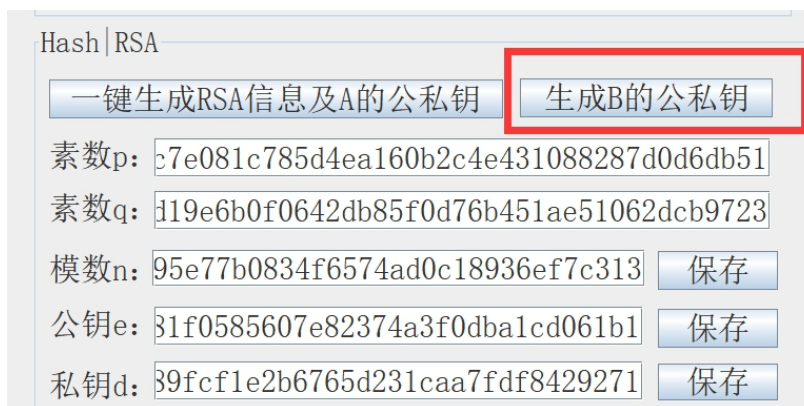 Hash|RSA
一键生成RSA信息及A的公私钥 生成B的公私钥
素数p: c7e081c785d4ea160b2c4e431088287d0d6db51
素数q: d19e6b0f0642db85f0d76b451ae51062dcb9723
模数n: 95e77b0834f6574ad0c18936ef7c313 保存
公钥e: 31f0585607e82374a3f0dba1cd061b1 保存
私钥d: 39fcf1e2b6765d231caa7fdf8429271 保存